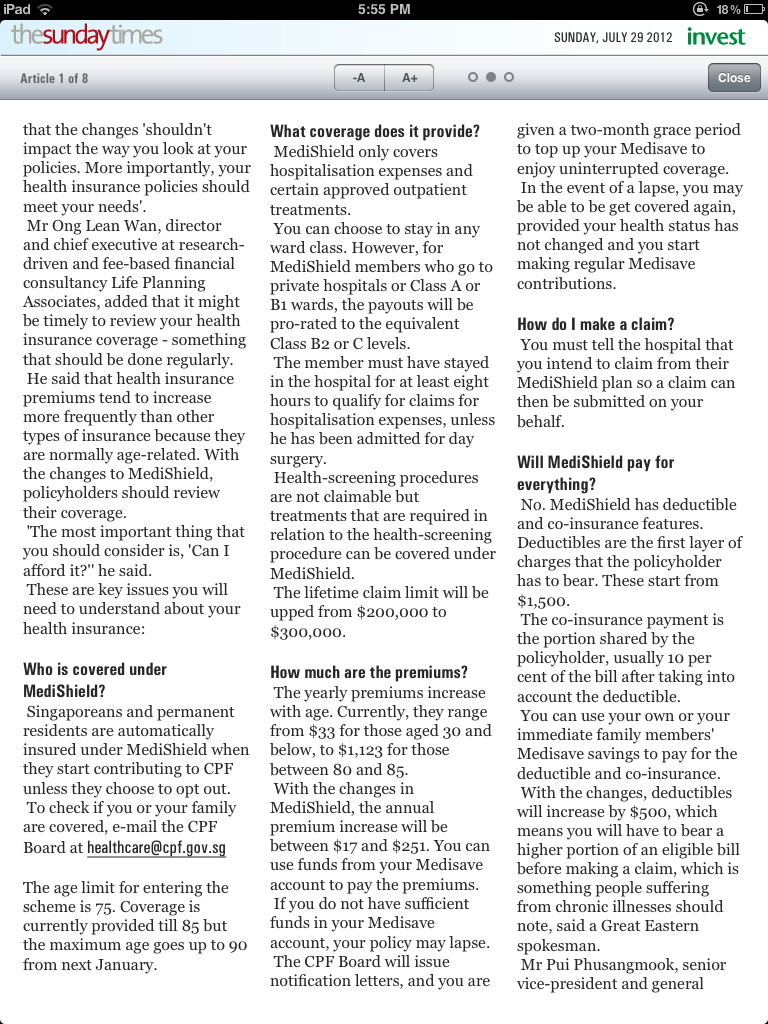 iPad 5:55 PM 18%
thesundaytimes SUNDAY, JULY 29 2012 invest
Article 1 of 8 -A A+ Close
that the changes 'shouldn't
impact the way you look at your
policies. More importantly, your
health insurance policies should
meet your needs'.
Mr Ong Lean Wan, director
and chief executive at research-
driven and fee-based financial
consultancy Life Planning
Associates, added that it might
be timely to review your health
insurance coverage - something
that should be done regularly.
He said that health insurance
premiums tend to increase
more frequently than other
types of insurance because they
are normally age-related. With
the changes to MediShield,
policyholders should review
their coverage.
'The most important thing that
you should consider is, 'Can I
afford it?'' he said.
These are key issues you will
need to understand about your
health insurance:
Who is covered under
MediShield?
Singaporeans and permanent
residents are automatically
insured under MediShield when
they start contributing to CPF
unless they choose to opt out.
To check if you or your family
are covered, e-mail the CPF
Board at healthcare@cpf.gov.sg
The age limit for entering the
scheme is 75. Coverage is
currently provided till 85 but
the maximum age goes up to 90
from next January.
What coverage does it provide?
MediShield only covers
hospitalisation expenses and
certain approved outpatient
treatments.
You can choose to stay in any
ward class. However, for
MediShield members who go to
private hospitals or Class A or
B1 wards, the payouts will be
pro-rated to the equivalent
Class B2 or C levels.
The member must have stayed
in the hospital for at least eight
hours to qualify for claims for
hospitalisation expenses, unless
he has been admitted for day
surgery.
Health-screening procedures
are not claimable but
treatments that are required in
relation to the health-screening
procedure can be covered under
MediShield.
The lifetime claim limit will be
upped from $200,000 to
$300,000.
How much are the premiums?
The yearly premiums increase
with age. Currently, they range
from $33 for those aged 30 and
below, to $1,123 for those
between 80 and 85.
With the changes in
MediShield, the annual
premium increase will be
between $17 and $251. You can
use funds from your Medisave
account to pay the premiums.
If you do not have sufficient
funds in your Medisave
account, your policy may lapse.
The CPF Board will issue
notification letters, and you are
given a two-month grace period
to top up your Medisave to
enjoy uninterrupted coverage.
In the event of a lapse, you may
be able to be get covered again,
provided your health status has
not changed and you start
making regular Medisave
contributions.
How do I make a claim?
You must tell the hospital that
you intend to claim from their
MediShield plan so a claim can
then be submitted on your
behalf.
Will MediShield pay for
everything?
No. MediShield has deductible
and co-insurance features.
Deductibles are the first layer of
charges that the policyholder
has to bear. These start from
$1,500.
The co-insurance payment is
the portion shared by the
policyholder, usually 10 per
cent of the bill after taking into
account the deductible.
You can use your own or your
immediate family members'
Medisave savings to pay for the
deductible and co-insurance.
With the changes, deductibles
will increase by $500, which
means you will have to bear a
higher portion of an eligible bill
before making a claim, which is
something people suffering
from chronic illnesses should
note, said a Great Eastern
spokesman.
Mr Pui Phusangmook, senior
vice-president and general